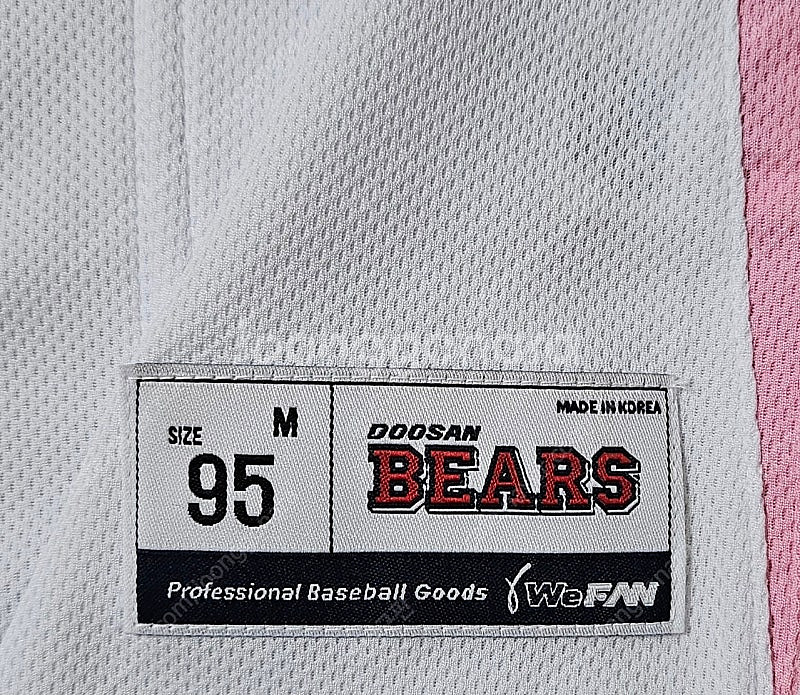 MADE IN KOREA
SIZE M
95
DOOSAN
BEARS
Professional Baseball Goods WeFAN